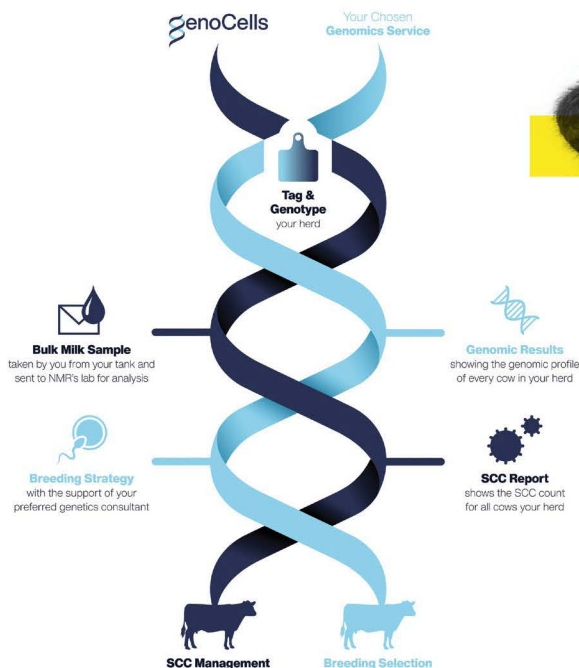 genoCells
Your Chosen
Genomics Service
Tag &
Genotype
your herd
Bulk Milk Sample
taken by you from your tank and
sent to NMR's lab for analysis
Genomic Results
showing the genomic profile
of every cow in your herd
Breeding Strategy
with the support of your
preferred genetics consultant
SCC Report
shows the SCC count
for all cows your herd
SCC Management
Breeding Selection